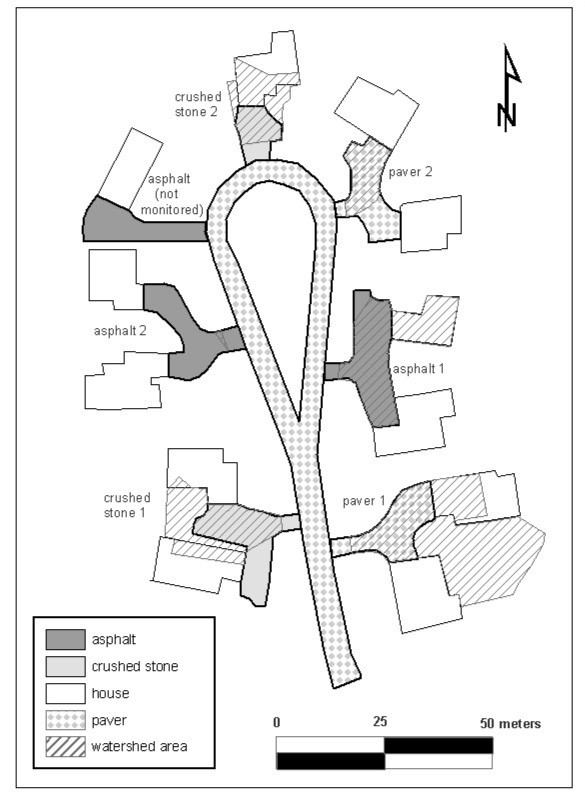 crushed
stone 2
N
asphalt
(not
monitored)
paver 2
asphalt 2
asphalt 1
crushed
stone 1
paver 1
asphalt
crushed stone
house
paver
watershed area
0 25 50 meters